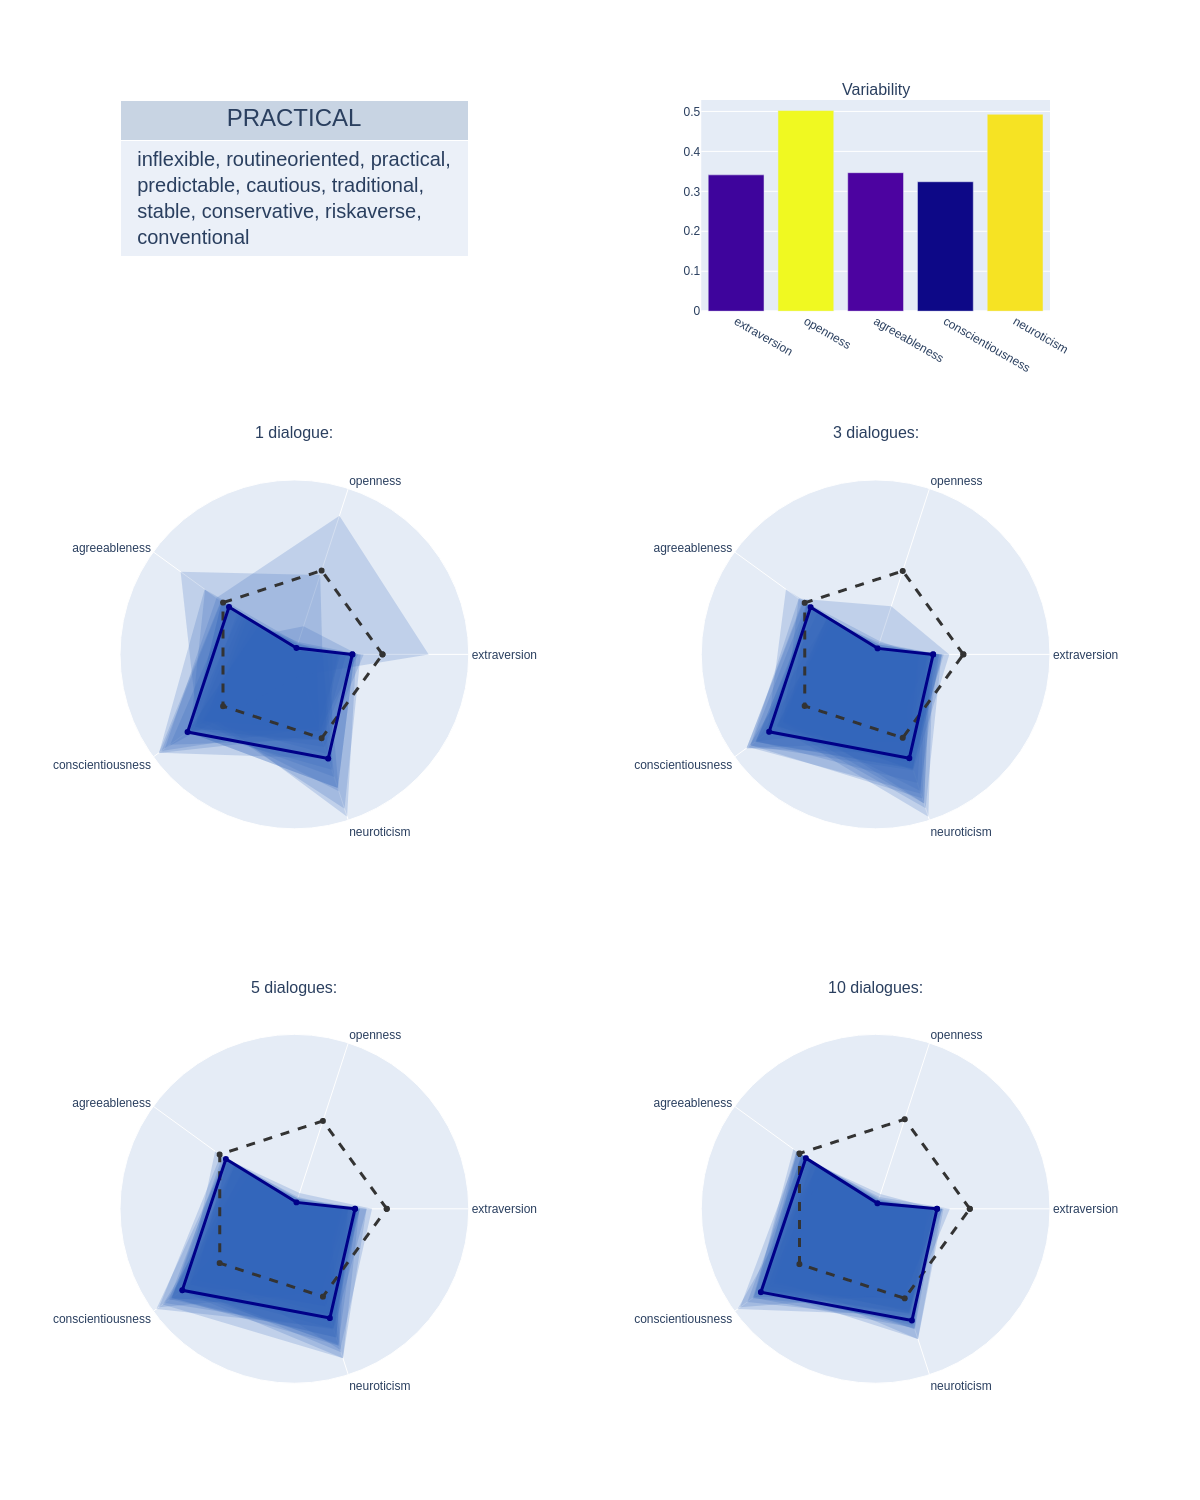 PRACTICAL
inflexible, routineoriented, practical,
predictable, cautious, traditional,
stable, conservative, riskaverse,
conventional
Variability
0.5
0.4
0.3
0.2
0.1
0
extraversion
openness
agreeableness
conscientiousness
neuroticism
1 dialogue:
openness
agreeableness
extraversion
conscientiousness
neuroticism
3 dialogues:
openness
agreeableness
extraversion
conscientiousness
neuroticism
5 dialogues:
openness
agreeableness
extraversion
conscientiousness
neuroticism
10 dialogues:
openness
agreeableness
extraversion
conscientiousness
neuroticism